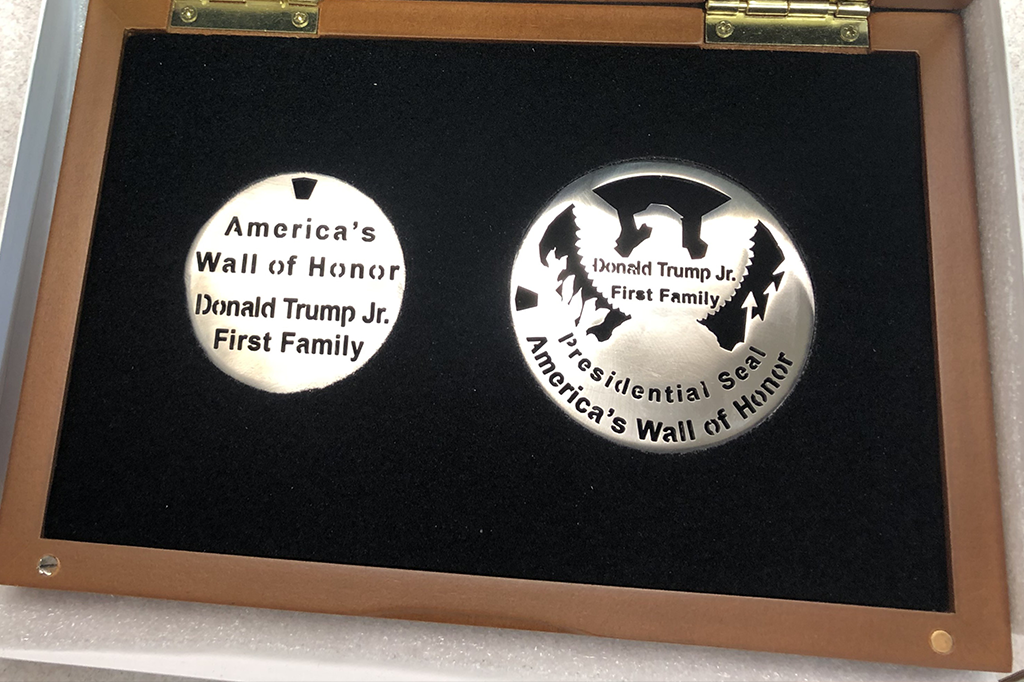 America's
Wall of Honor
Donald Trump Jr.
First Family
Donald Trump Jr.
First Family
Presidential Seal
America's Wall of Honor